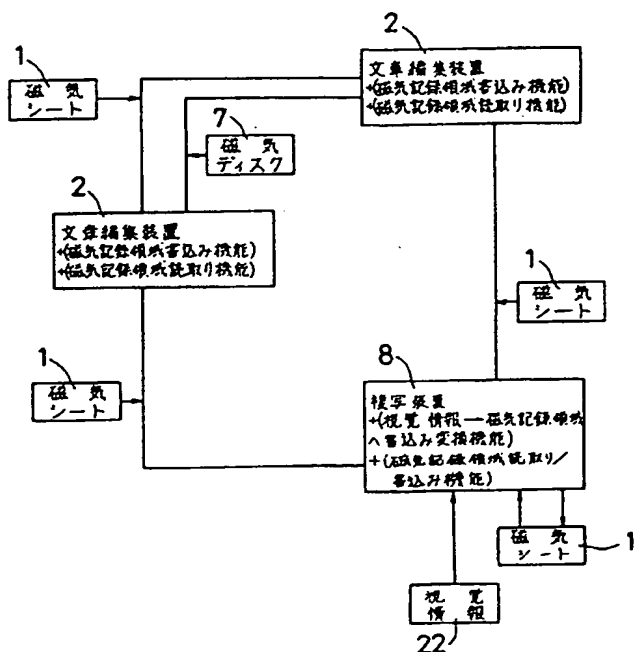 1
磁気
シート
2
文章編集装置
+(磁気記録領域書込み機能)
+(磁気記録領域読取り機能)
7
磁気
ディスク
2
文章編集装置
+(磁気記録領域書込み機能)
+(磁気記録領域読取り機能)
1
磁気
シート
1
磁気
シート
8
複写装置
+(視覚情報―磁気記録領域
へ書込み変換機能)
+(磁気記録領域読取り/
書込み機能)
磁気
シート
1
視覚
情報
22